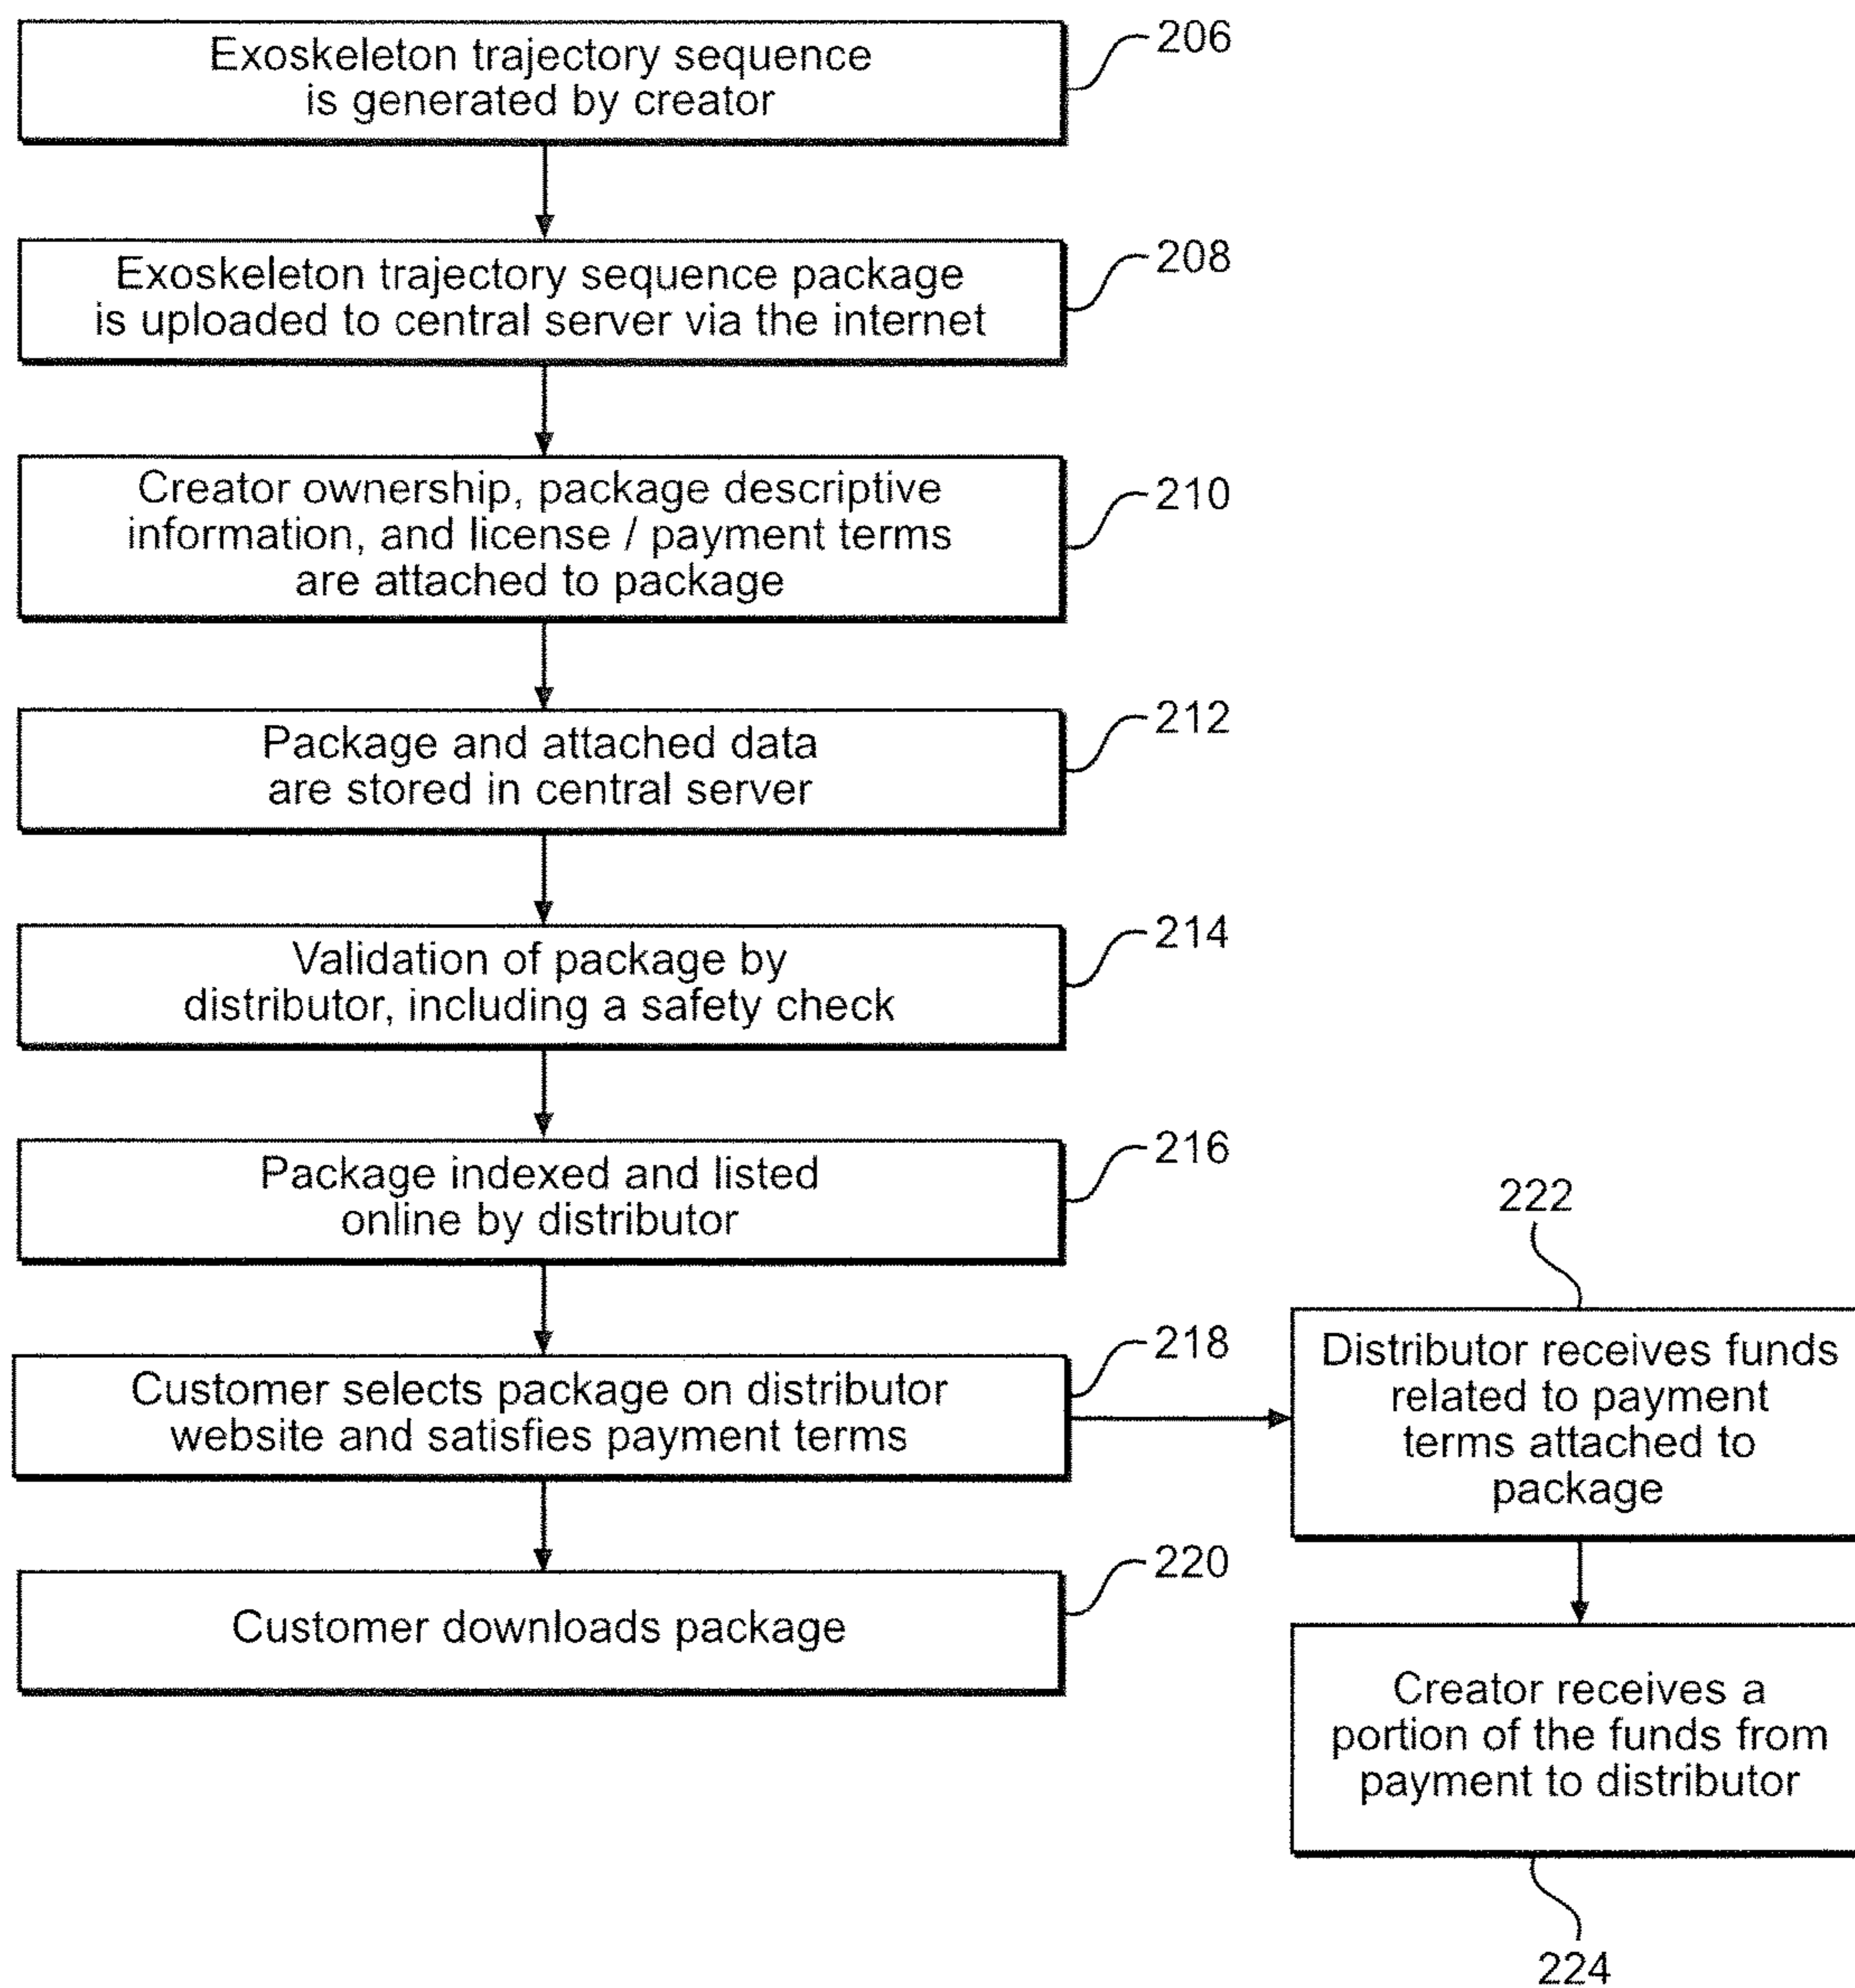 Exoskeleton trajectory sequence
is generated by creator
206
Exoskeleton trajectory sequence package
is uploaded to central server via the internet
208
Creator ownership, package descriptive
information, and license / payment terms
are attached to package
210
Package and attached data
are stored in central server
212
Validation of package by
distributor, including a safety check
214
Package indexed and listed
online by distributor
216
Customer selects package on distributor
website and satisfies payment terms
218
Customer downloads package
220
222
Distributor receives funds
related to payment
terms attached to
package
Creator receives a
portion of the funds from
payment to distributor
224